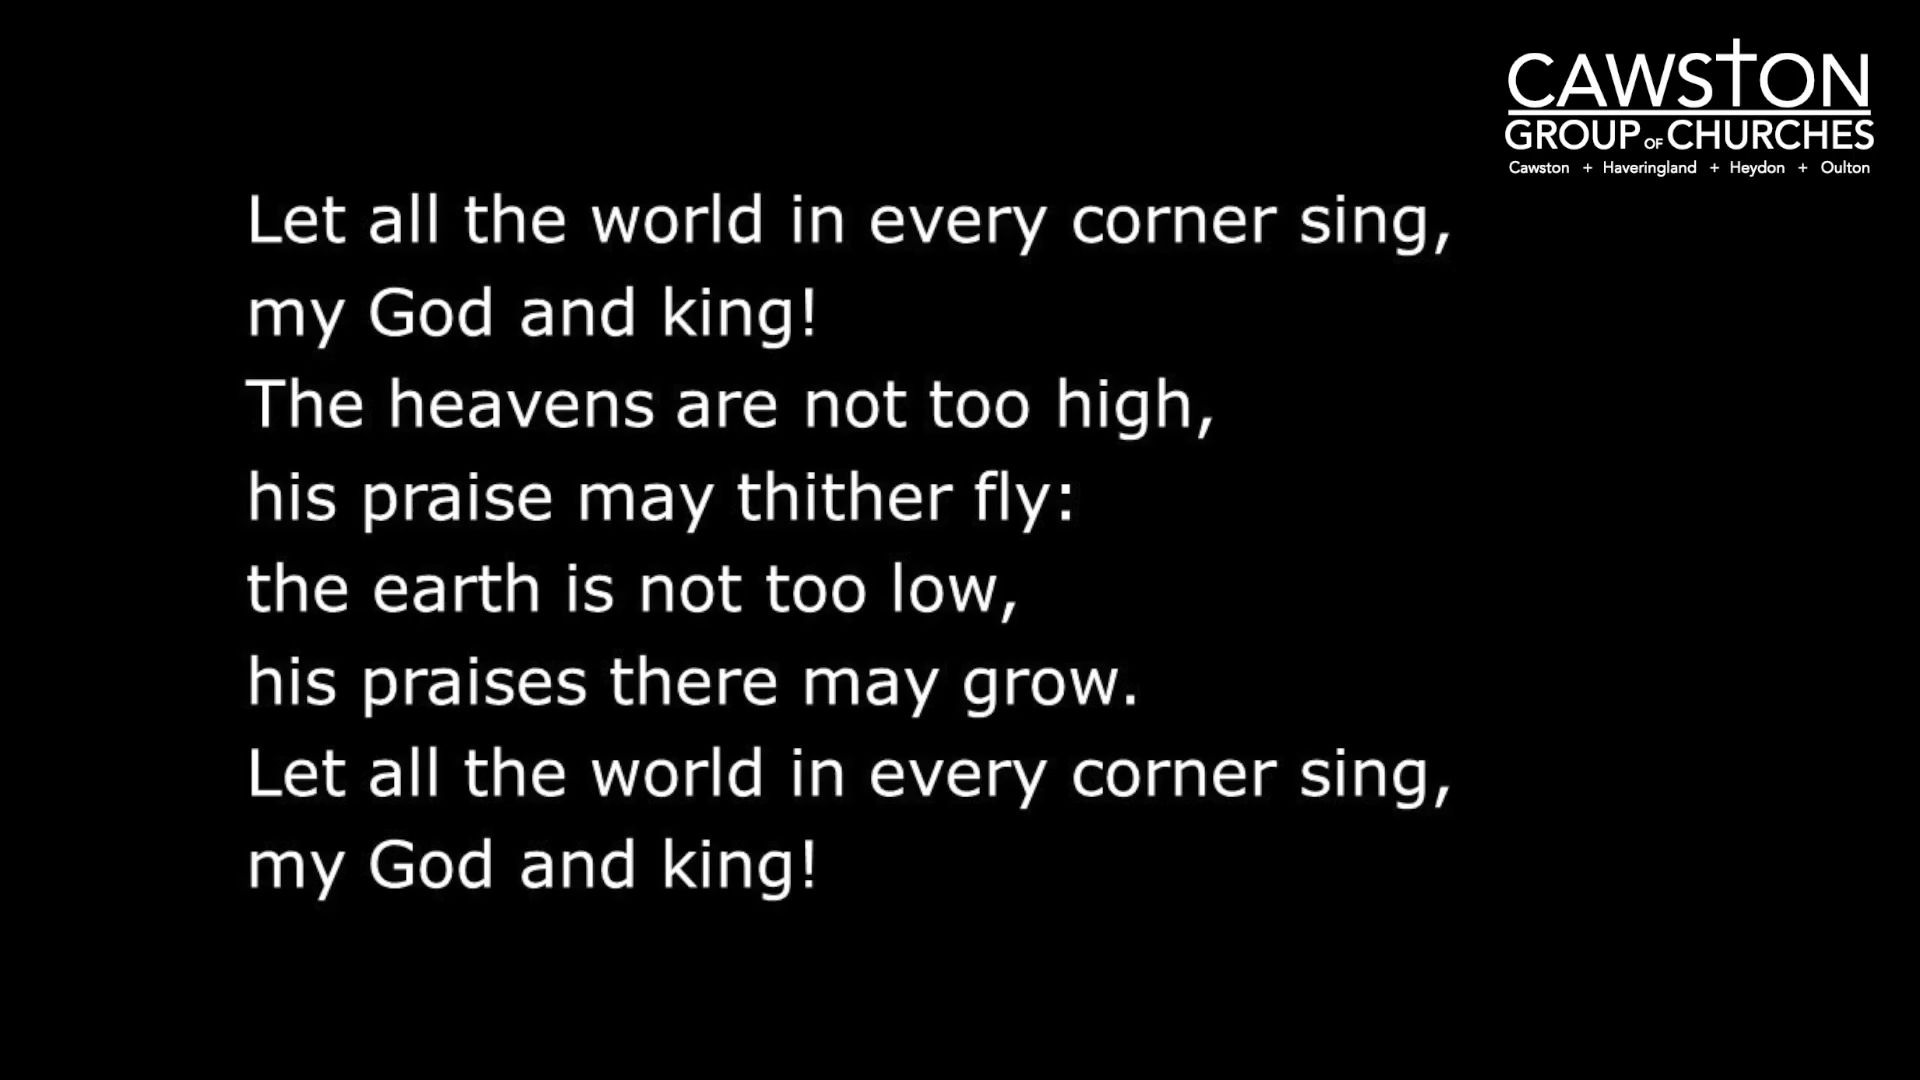 CAWSTON
GROUP OF CHURCHES
Cawston + Haveringland + Heydon + Oulton
Let all the world in every corner sing,
my God and king!
The heavens are not too high,
his praise may thither fly:
the earth is not too low,
his praises there may grow.
Let all the world in every corner sing,
my God and king!